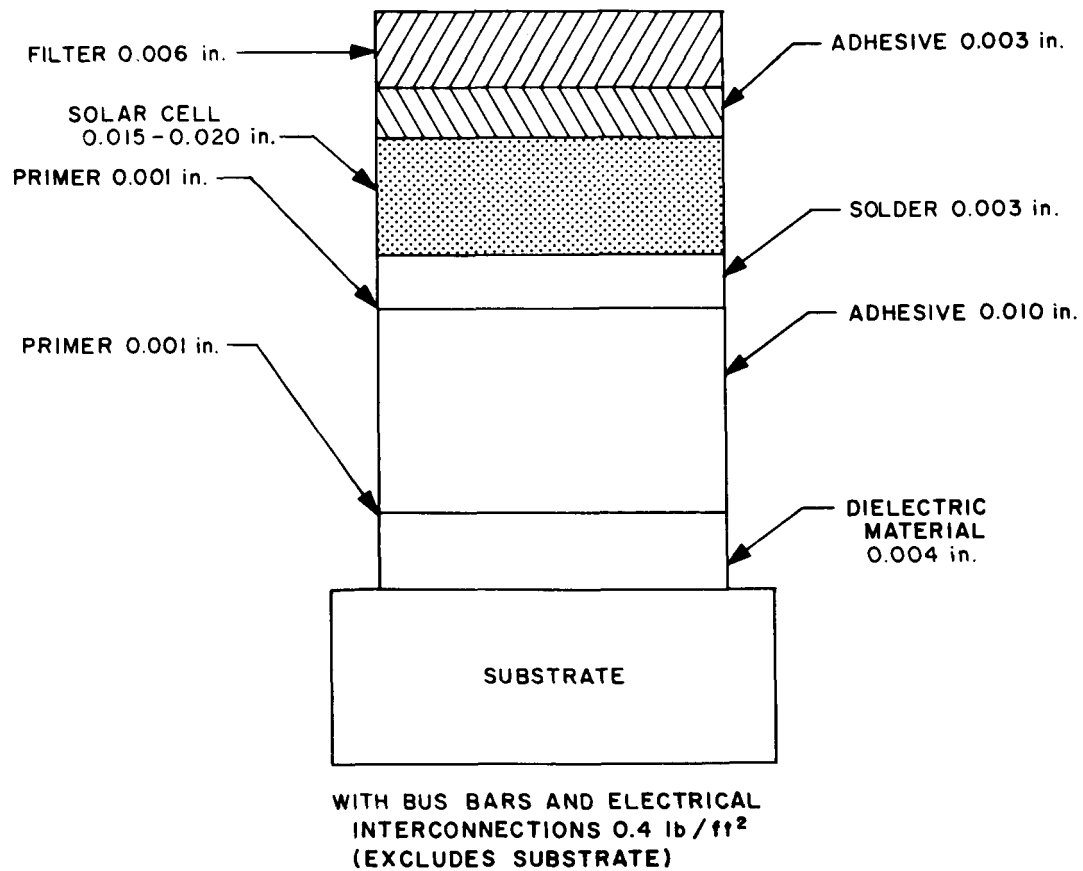 FILTER 0.006 in.
ADHESIVE 0.003 in.
SOLAR CELL
0.015-0.020 in.
PRIMER 0.001 in.
SOLDER 0.003 in.
ADHESIVE 0.010 in.
PRIMER 0.001 in.
DIELECTRIC
MATERIAL
0.004 in.
SUBSTRATE
WITH BUS BARS AND ELECTRICAL
INTERCONNECTIONS 0.4 lb/ft²
(EXCLUDES SUBSTRATE)